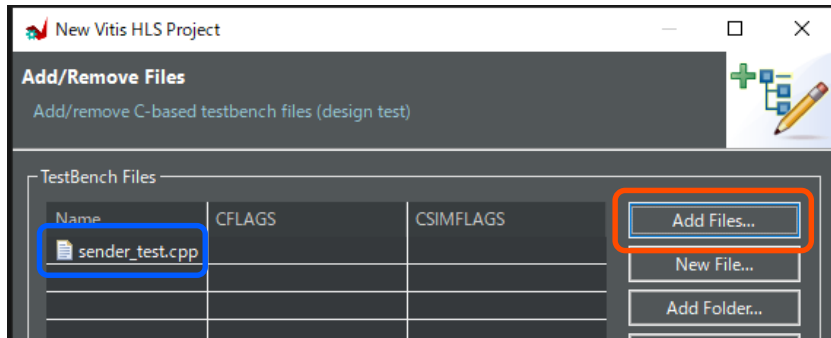 New Vitis HLS Project
Add/Remove Files
Add/remove C-based testbench files (design test)
TestBench Files
Name CFLAGS CSIMFLAGS
sender_test.cpp
Add Files...
New File...
Add Folder...